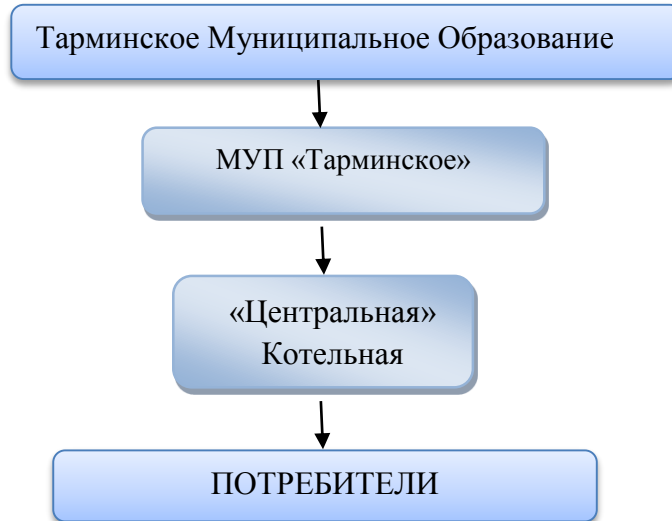 Тарминское Муниципальное Образование
МУП «Тарминское»
«Центральная»
Котельная
ПОТРЕБИТЕЛИ